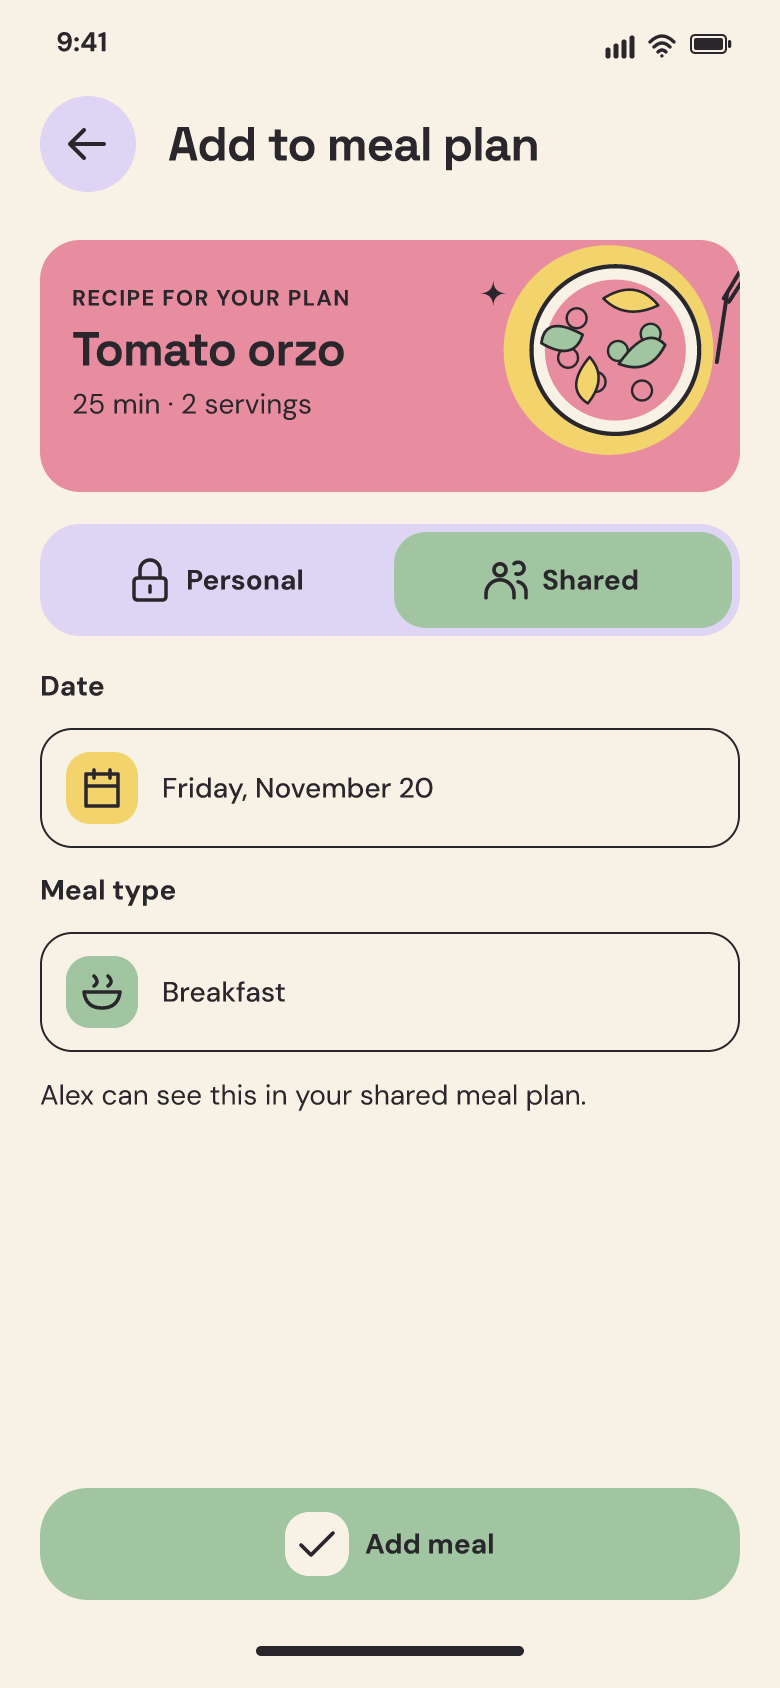 9:41
Add to meal plan
RECIPE FOR YOUR PLAN
Tomato orzo
25 min · 2 servings
Personal
Shared
Date
Friday, November 20
Meal type
Breakfast
Alex can see this in your shared meal plan.
Add meal